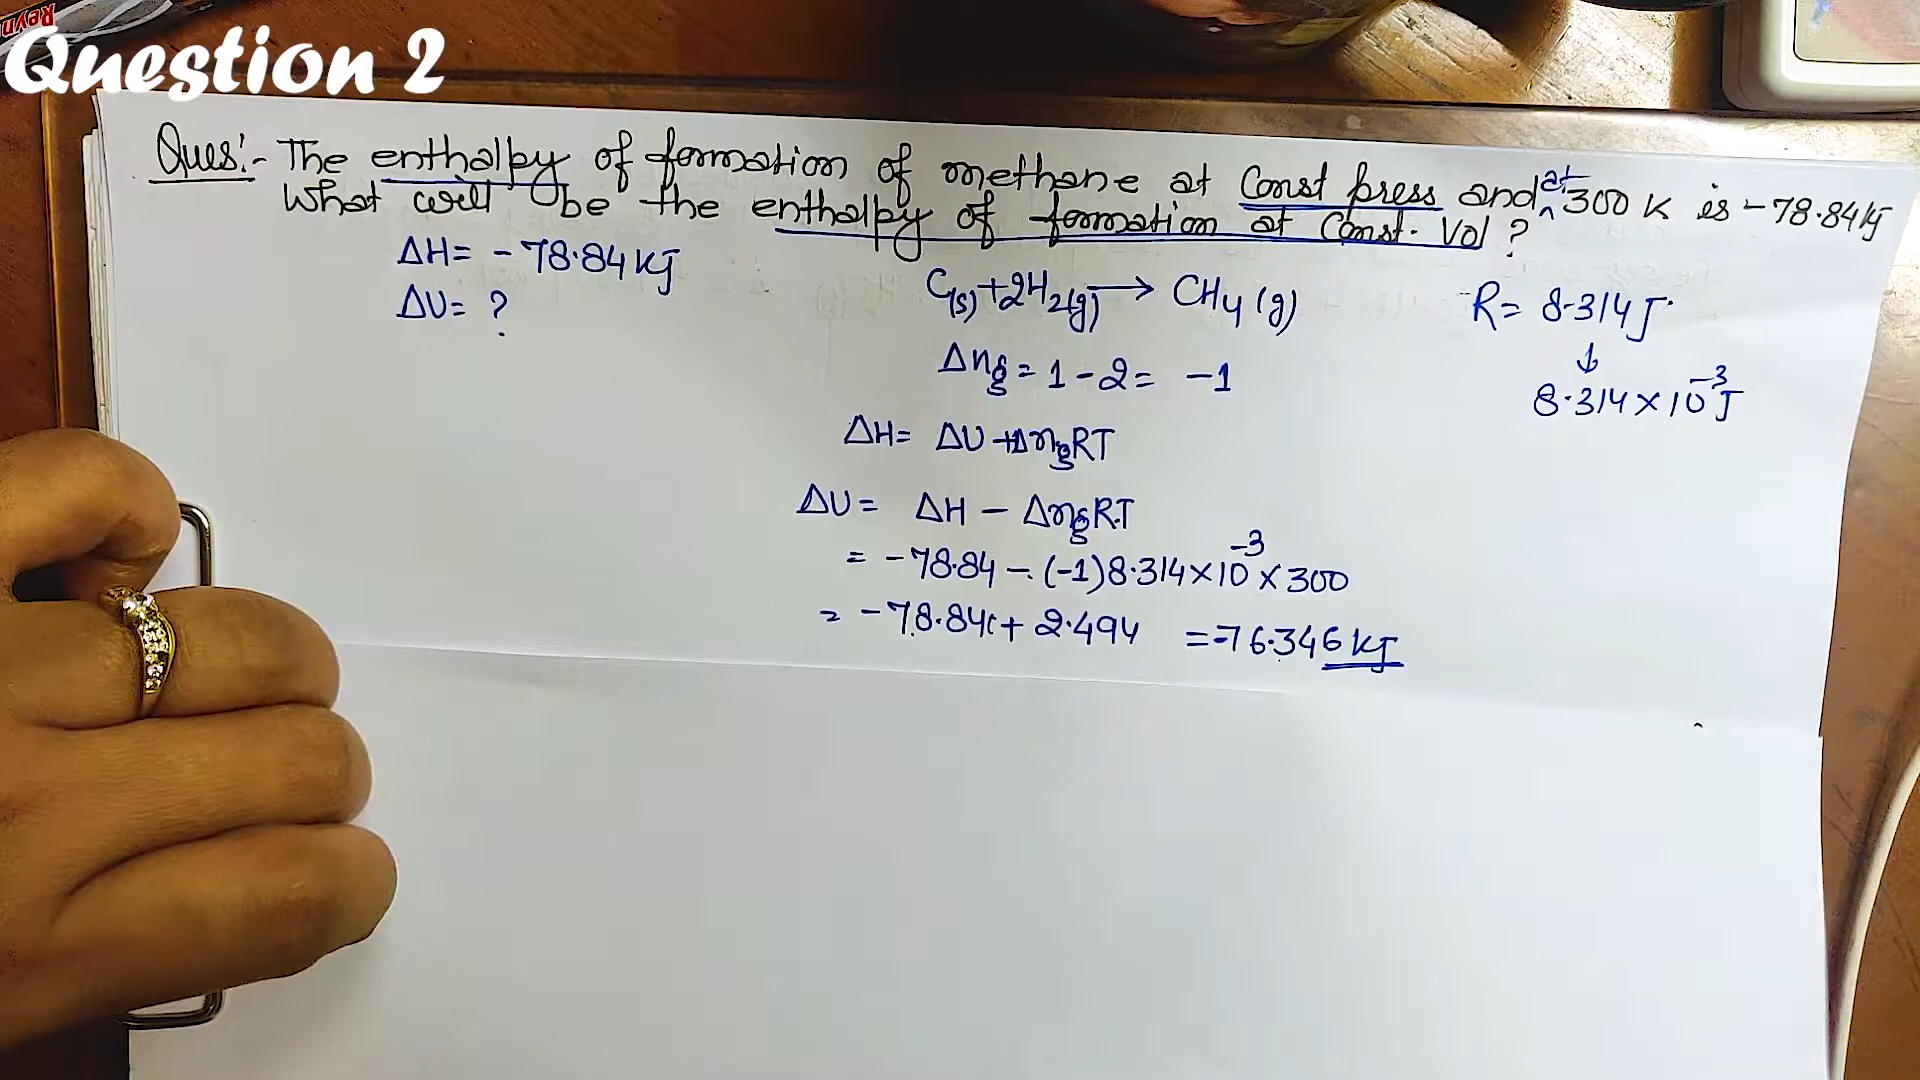 Reyn
Question 2
Ques:- The enthalpy of formation of methane at Const press and at 300 K is -78.84 kJ
What will be the enthalpy of formation at Const. Vol ?
ΔH = -78.84 kJ
ΔU = ?
C(s) + 2H2(g) → CH4 (g)
Δng = 1 - 2 = -1
ΔH = ΔU + ΔngRT
ΔU = ΔH - ΔngRT
= -78.84 - (-1) 8.314 × 10^-3 × 300
= -78.84 + 2.494 = -76.346 kJ
R = 8.314 J
↓
8.314 × 10^-3 J